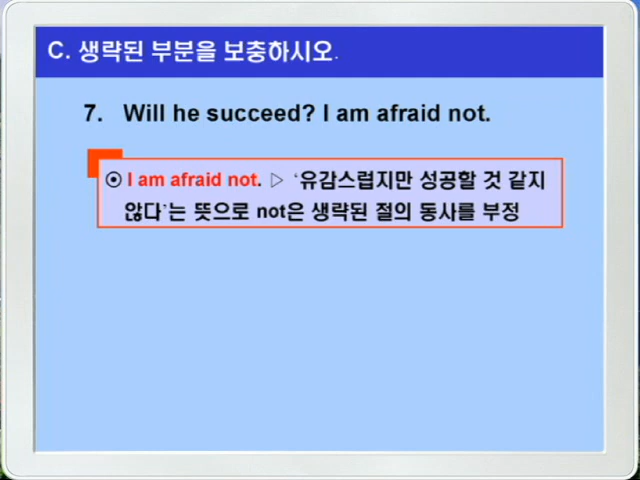 C. 생략된 부분을 보충하시오.
7. Will he succeed? I am afraid not.
⊙ I am afraid not. ▷ ‘유감스럽지만 성공할 것 같지
않다’는 뜻으로 not은 생략된 절의 동사를 부정